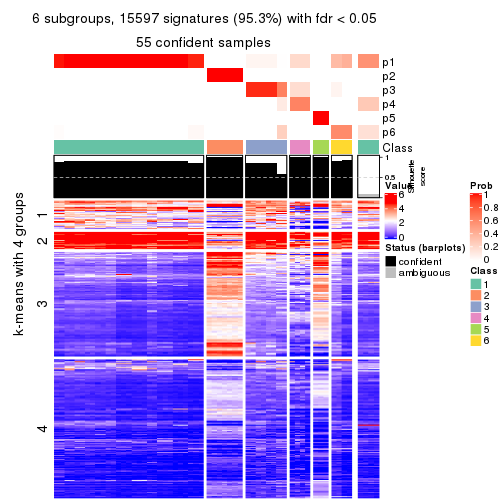 6 subgroups, 15597 signatures (95.3%) with fdr < 0.05
55 confident samples
p1
p2
p3
p4
p5
p6
Class
1
0.5
0
Silhouette
score
k-means with 4 groups
1
2
3
4
Value
6
4
2
0
Status (barplots)
confident
ambiguous
Prob
1
0.8
0.6
0.4
0.2
0
Class
1
2
3
4
5
6